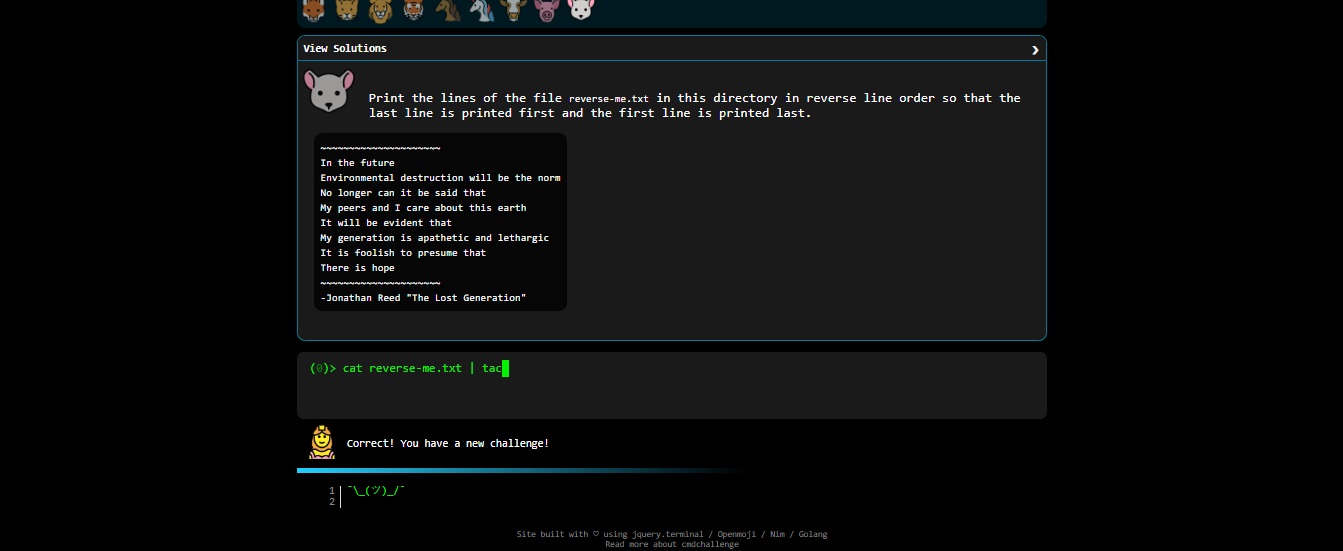 View Solutions ❯
Print the lines of the file reverse-me.txt in this directory in reverse line order so that the
last line is printed first and the first line is printed last.
~~~~~~~~~~~~~~~~~~~~~
In the future
Environmental destruction will be the norm
No longer can it be said that
My peers and I care about this earth
It will be evident that
My generation is apathetic and lethargic
It is foolish to presume that
There is hope
~~~~~~~~~~~~~~~~~~~~~
-Jonathan Reed "The Lost Generation"
(0)> cat reverse-me.txt | tac
Correct! You have a new challenge!
1 ¯\_(ツ)_/¯
2
Site built with ♡ using jquery.terminal / Openmoji / Nim / Golang
Read more about cmdchallenge